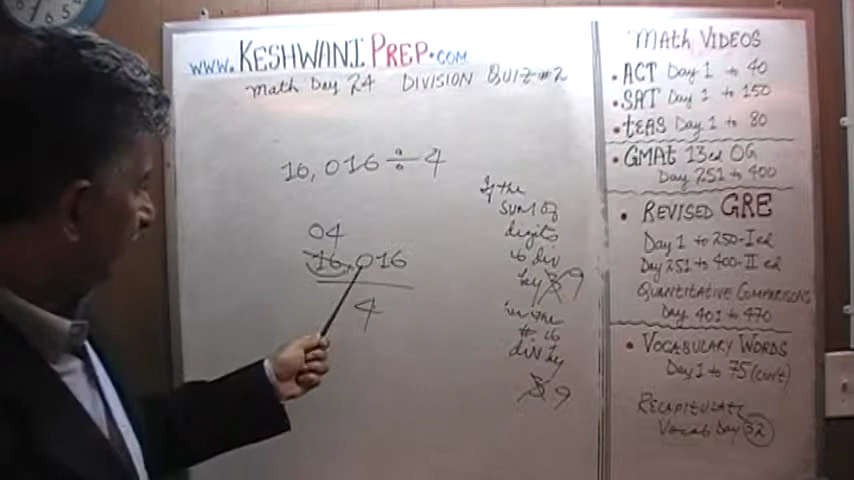 www.KESHWANIPREP.COM
Math Day 24 DIVISION QUIZ #2
16,016 ÷ 4
04
16,016
4
If the
SUM OF
digits
is div
by 3 9
then the
# is
div by
3 9
MATH VIDEOS
• ACT Day 1 to 40
• SAT Day 1 to 150
• TEAS Day 1 to 80
• GMAT 13ed OG
Day 251 to 400
• REVISED GRE
Day 1 to 250-I ed
Day 251 to 400-II ed
QUANTITATIVE COMPARISONS
Day 401 to 470
• VOCABULARY WORDS
Day 1 to 75 (con't)
RECAPITULATE
Vocab Day 32